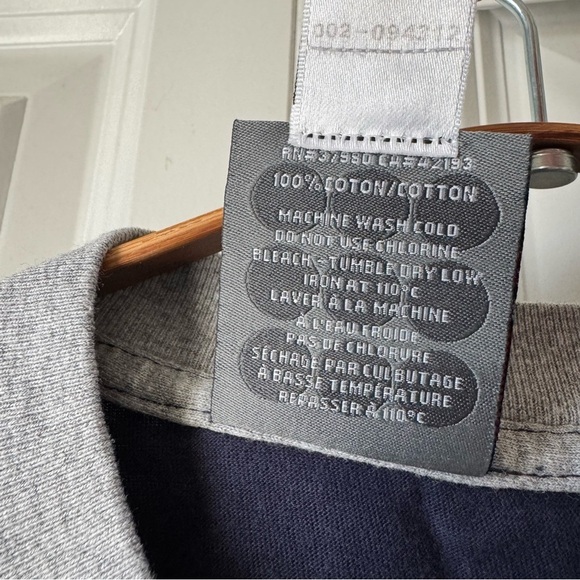 002-094212
RN#37990 CA#42193
100% COTON/COTTON
MACHINE WASH COLD
DO NOT USE CHLORINE
BLEACH - TUMBLE DRY LOW
IRON AT 110°C
LAVER À LA MACHINE
À L'EAU FROIDE
PAS DE CHLORURE
SÉCHAGE PAR CULBUTAGE
À BASSE TEMPÉRATURE
REPASSER À 110°C